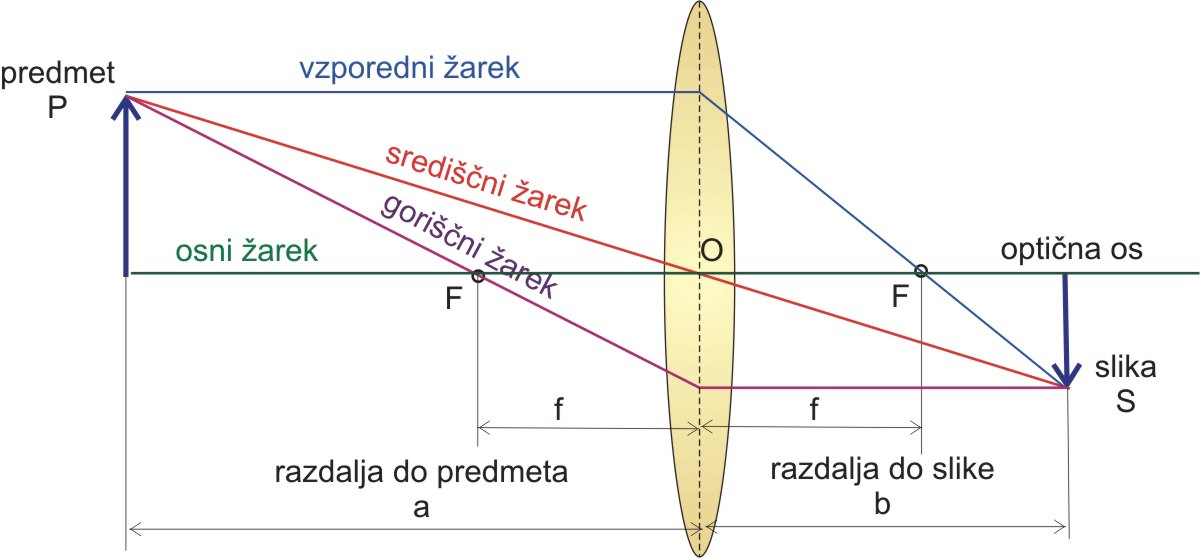 predmet
P
vzporedni žarek
središčni žarek
goriščni žarek
osni žarek
O
optična os
F
F
slika
S
f
f
razdalja do predmeta
a
razdalja do slike
b